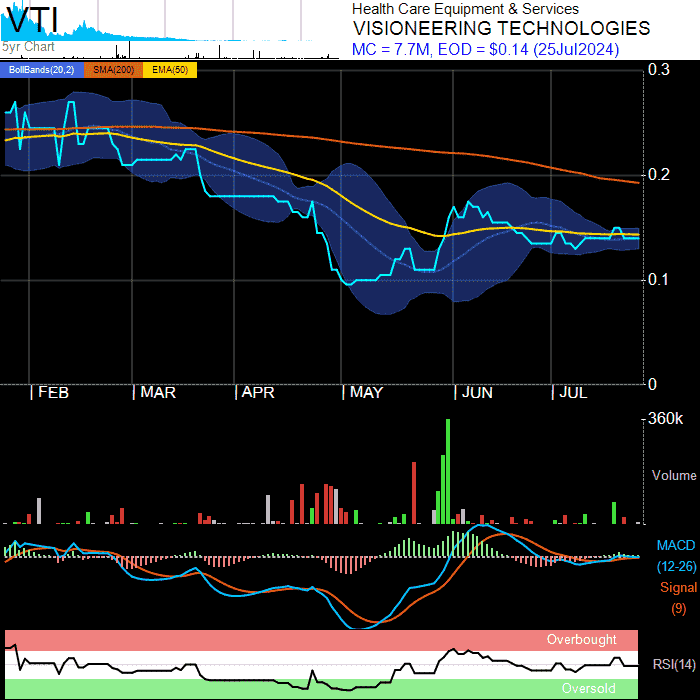 VTI
5yr Chart
Health Care Equipment & Services
VISIONEERING TECHNOLOGIES
MC = 7.7M, EOD = $0.14 (25Jul2024)
BollBands(20,2) SMA(200) EMA(50)
0.3
0.2
0.1
0
FEB MAR APR MAY JUN JUL
360k
Volume
MACD
(12-26)
Signal
(9)
Overbought
RSI(14)
Oversold